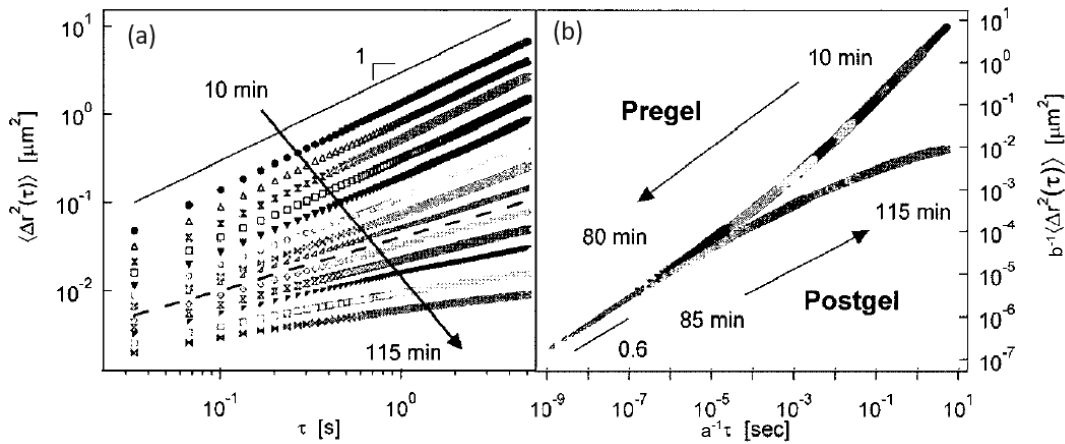 (a)
10¹
10⁰
10⁻¹
10⁻²
⟨Δr²(τ)⟩ [μm²]
1
10 min
115 min
10⁻¹
10⁰
τ [s]
(b)
10 min
Pregel
80 min
115 min
85 min
Postgel
0.6
10⁻⁹
10⁻⁷
10⁻⁵
10⁻³
10⁻¹
10¹
a⁻¹τ [sec]
10¹
10⁰
10⁻¹
10⁻²
10⁻³
10⁻⁴
10⁻⁵
10⁻⁶
10⁻⁷
b⁻¹⟨Δr²(τ)⟩ [μm²]